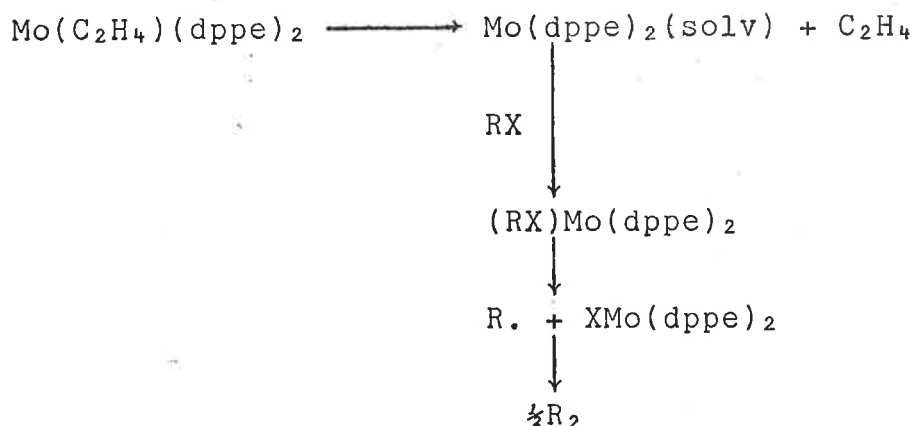 Mo(C₂H₄)(dppe)₂ ⟶ Mo(dppe)₂(solv) + C₂H₄
RX
(RX)Mo(dppe)₂
R. + XMo(dppe)₂
½R₂